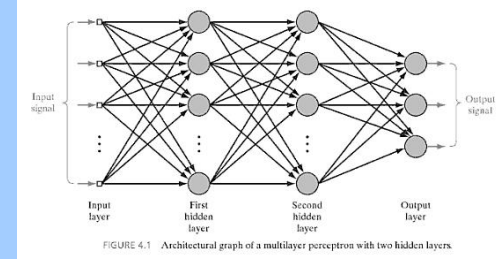 Input
signal
Output
signal
Input
layer
First
hidden
layer
Second
hidden
layer
Output
layer
FIGURE 4.1 Architectural graph of a multilayer perceptron with two hidden layers.